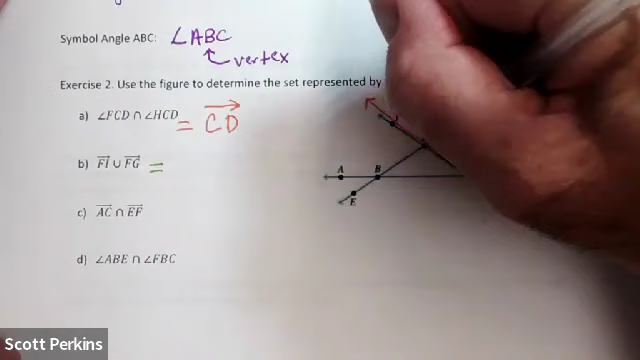 Symbol Angle ABC: ∠ABC
vertex
Exercise 2. Use the figure to determine the set represented by
a) ∠FCD ∩ ∠HCD = CD
b) FI ∪ FG =
c) AC ∩ EF
d) ∠ABE ∩ ∠FBC
A B
E
Scott Perkins